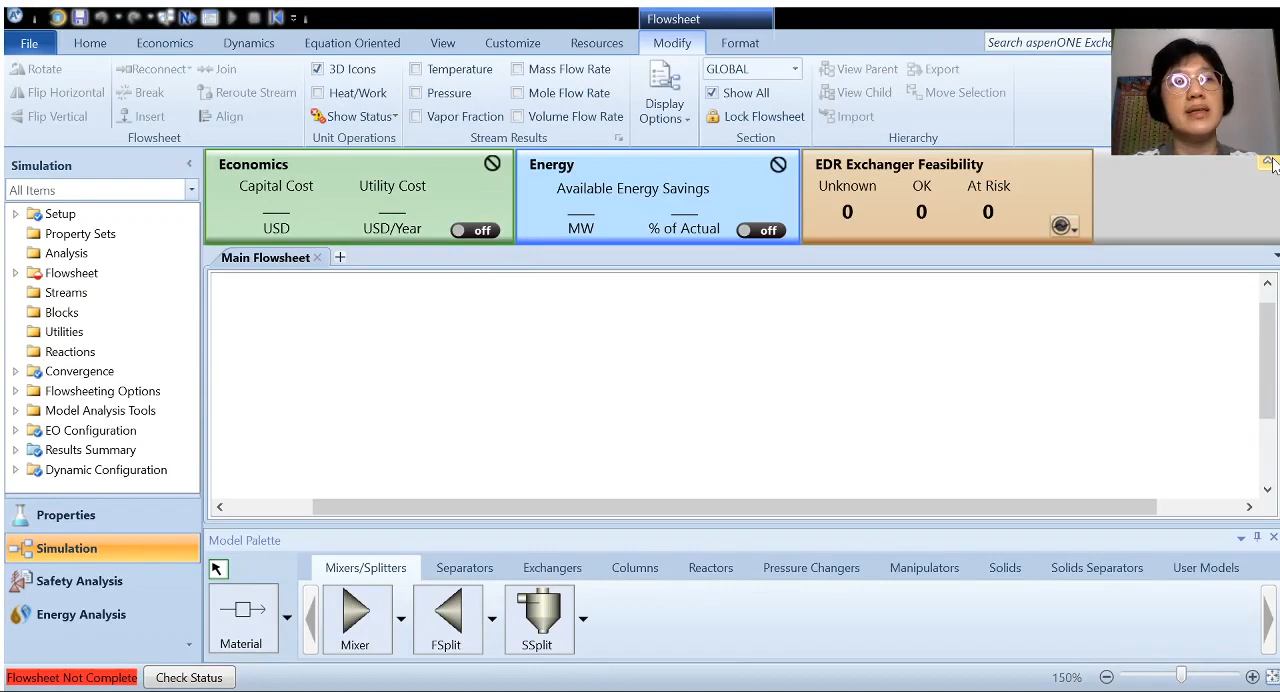 Flowsheet
File Home Economics Dynamics Equation Oriented View Customize Resources Modify Format Search aspenONE Excha
Rotate Reconnect Join 3D Icons Temperatur Mass Flow Rate GLOBAL View Parent Export
Flip Horizontal Break Reroute Stream Heat/Work Pressure Mole Flow Rate Display Show All View Child Move Selection
Flip Vertical Insert Align Show Status Vapor Fraction Volume Flow Rate Options Lock Flowsheet Import
Flowsheet Unit Operations Stream Results Section Hierarchy
Simulation
All Items
Setup
Property Sets
Analysis
Flowsheet
Streams
Blocks
Utilities
Reactions
Convergence
Flowsheeting Options
Model Analysis Tools
EO Configuration
Results Summary
Dynamic Configuration
Properties
Simulation
Safety Analysis
Energy Analysis
Economics
Capital Cost Utility Cost
USD USD/Year off
Energy
Available Energy Savings
MW % of Actual off
EDR Exchanger Feasibility
Unknown OK At Risk
0 0 0
Main Flowsheet
Model Palette
Mixers/Splitters Separators Exchangers Columns Reactors Pressure Changers Manipulators Solids Solids Separators User Models
Material Mixer FSplit SSplit
Flowsheet Not Complete Check Status 150%